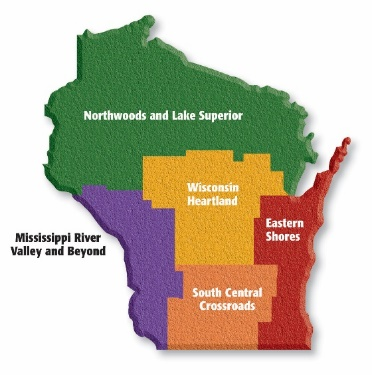 Northwoods and Lake Superior
Wisconsin
Heartland
Eastern
Shores
Mississippi River
Valley and Beyond
South Central
Crossroads